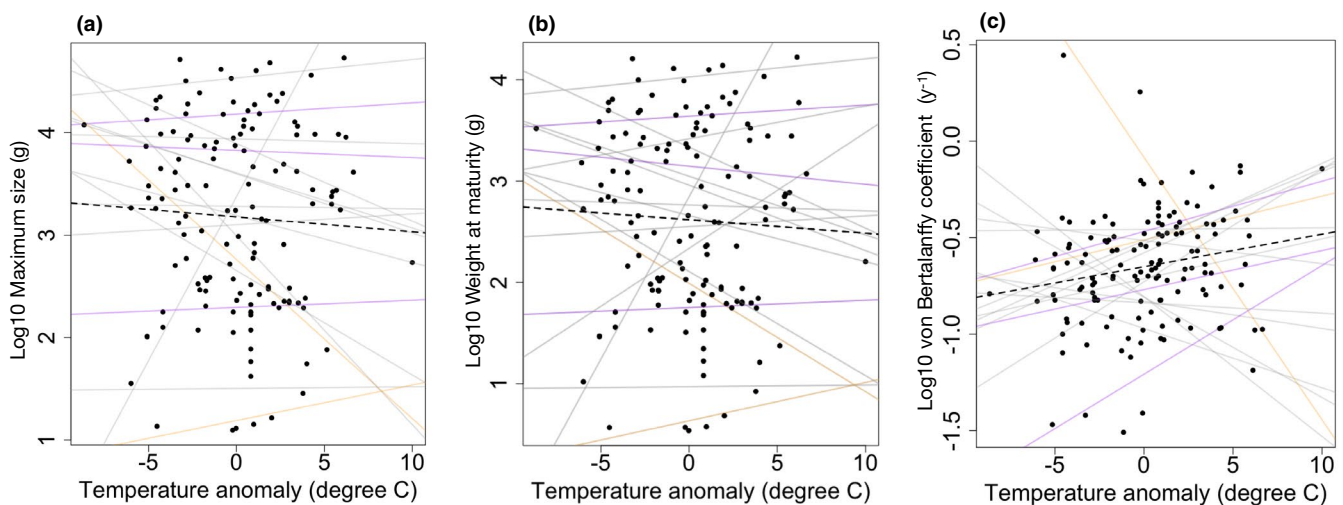 (a)
Log10 Maximum size (g)
4
3
2
1
-5 0 5 10
Temperature anomaly (degree C)
(b)
Log10 Weight at maturity (g)
4
3
2
1
-5 0 5 10
Temperature anomaly (degree C)
(c)
Log10 von Bertalanffy coefficient (y⁻¹)
0.5
0.0
-0.5
-1.0
-1.5
-5 0 5 10
Temperature anomaly (degree C)